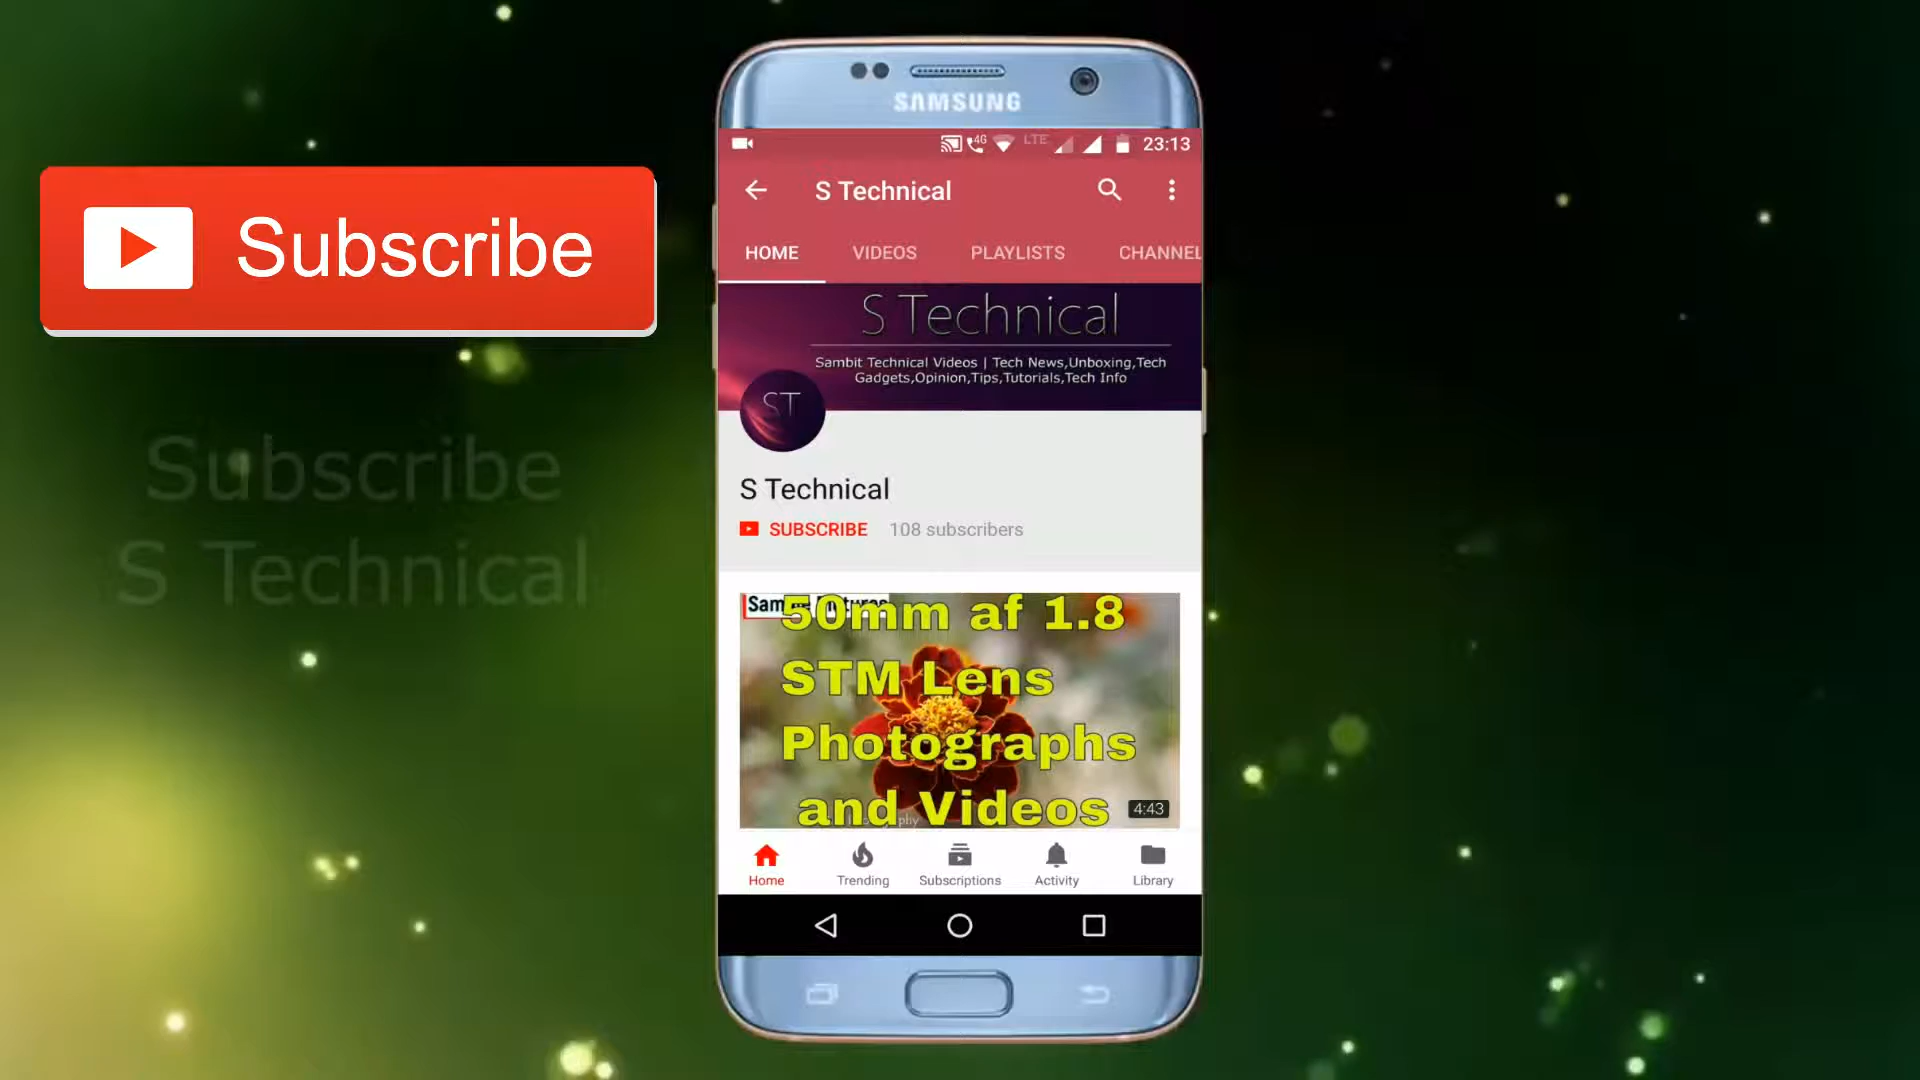 Subscribe
Subscribe
S Technical
SAMSUNG
4G LTE 23:13
S Technical
HOME VIDEOS PLAYLISTS CHANNEL
S Technical
Sambit Technical Videos | Tech News,Unboxing,Tech
Gadgets,Opinion,Tips,Tutorials,Tech Info
ST
S Technical
SUBSCRIBE 108 subscribers
50mm af 1.8
STM Lens
Photographs
and Videos
4:43
Home Trending Subscriptions Activity Library